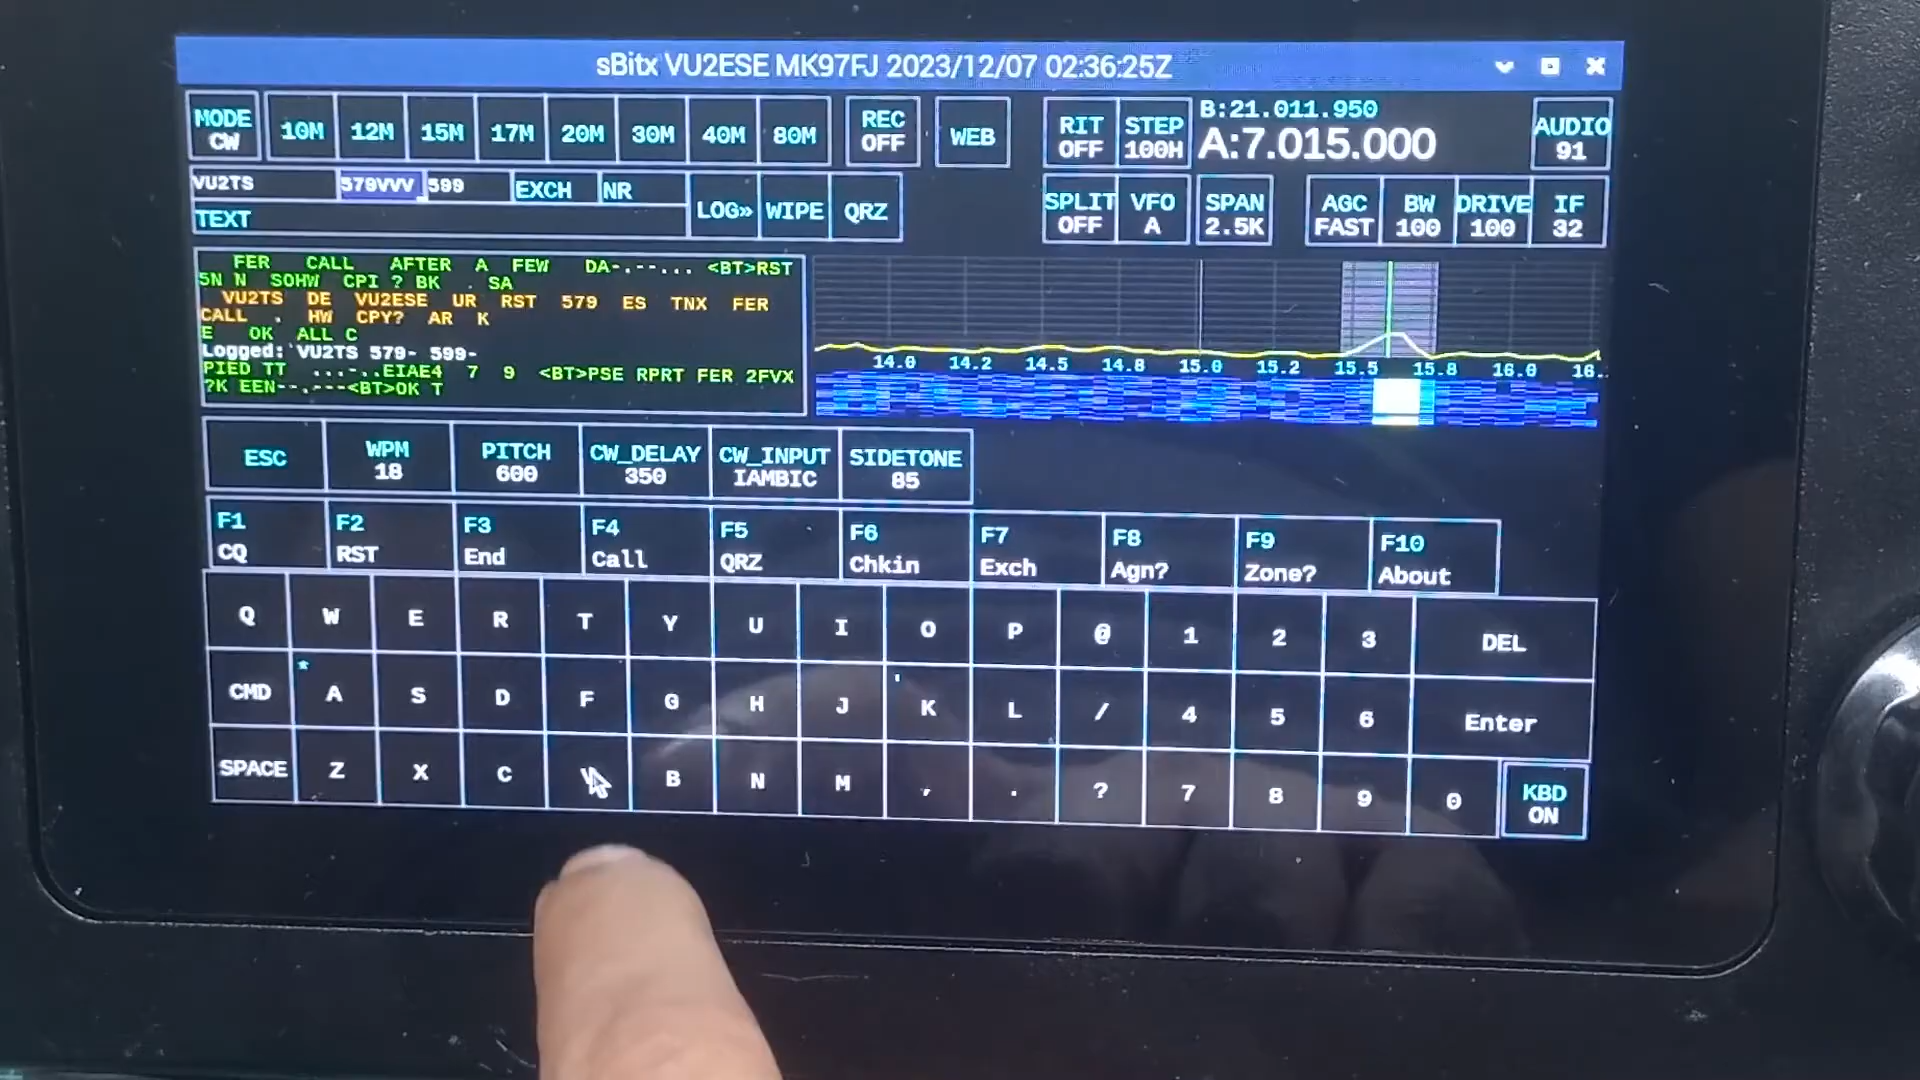 sBitx VU2ESE MK97FJ 2023/12/07 02:36:25Z
MODE CW
10M 12M 15M 17M 20M 30M 40M 80M
REC OFF
WEB
RIT OFF
STEP 100H
B:21.011.950
A:7.015.000
AUDIO 91
VU2TS 579VVV 599 EXCH NR
TEXT
LOG» WIPE QRZ
SPLIT OFF
VFO A
SPAN 2.5K
AGC FAST
BW 100
DRIVE 100
IF 32
FER CALL AFTER A FEW DA-.--... <BT>RST
5N N SOHW CPI ? BK . SA
VU2TS DE VU2ESE UR RST 579 ES TNX FER
CALL . HW CPY? AR K
E OK ALL C
Logged: VU2TS 579- 599-
PIED TT ...-..EIAE4 7 9 <BT>PSE RPRT FER 2FVX
?K EEN--.---<BT>OK T
14.0 14.2 14.5 14.8 15.0 15.2 15.5 15.8 16.0 16.
ESC
WPM 18
PITCH 600
CW_DELAY 350
CW_INPUT IAMBIC
SIDETONE 85
F1 CQ
F2 RST
F3 End
F4 Call
F5 QRZ
F6 Chkin
F7 Exch
F8 Agn?
F9 Zone?
F10 About
Q W E R T Y U I O P @ 1 2 3 DEL
CMD * A S D F G H J ' K L / 4 5 6 Enter
SPACE Z X C V B N M , . ? 7 8 9 0
KBD ON